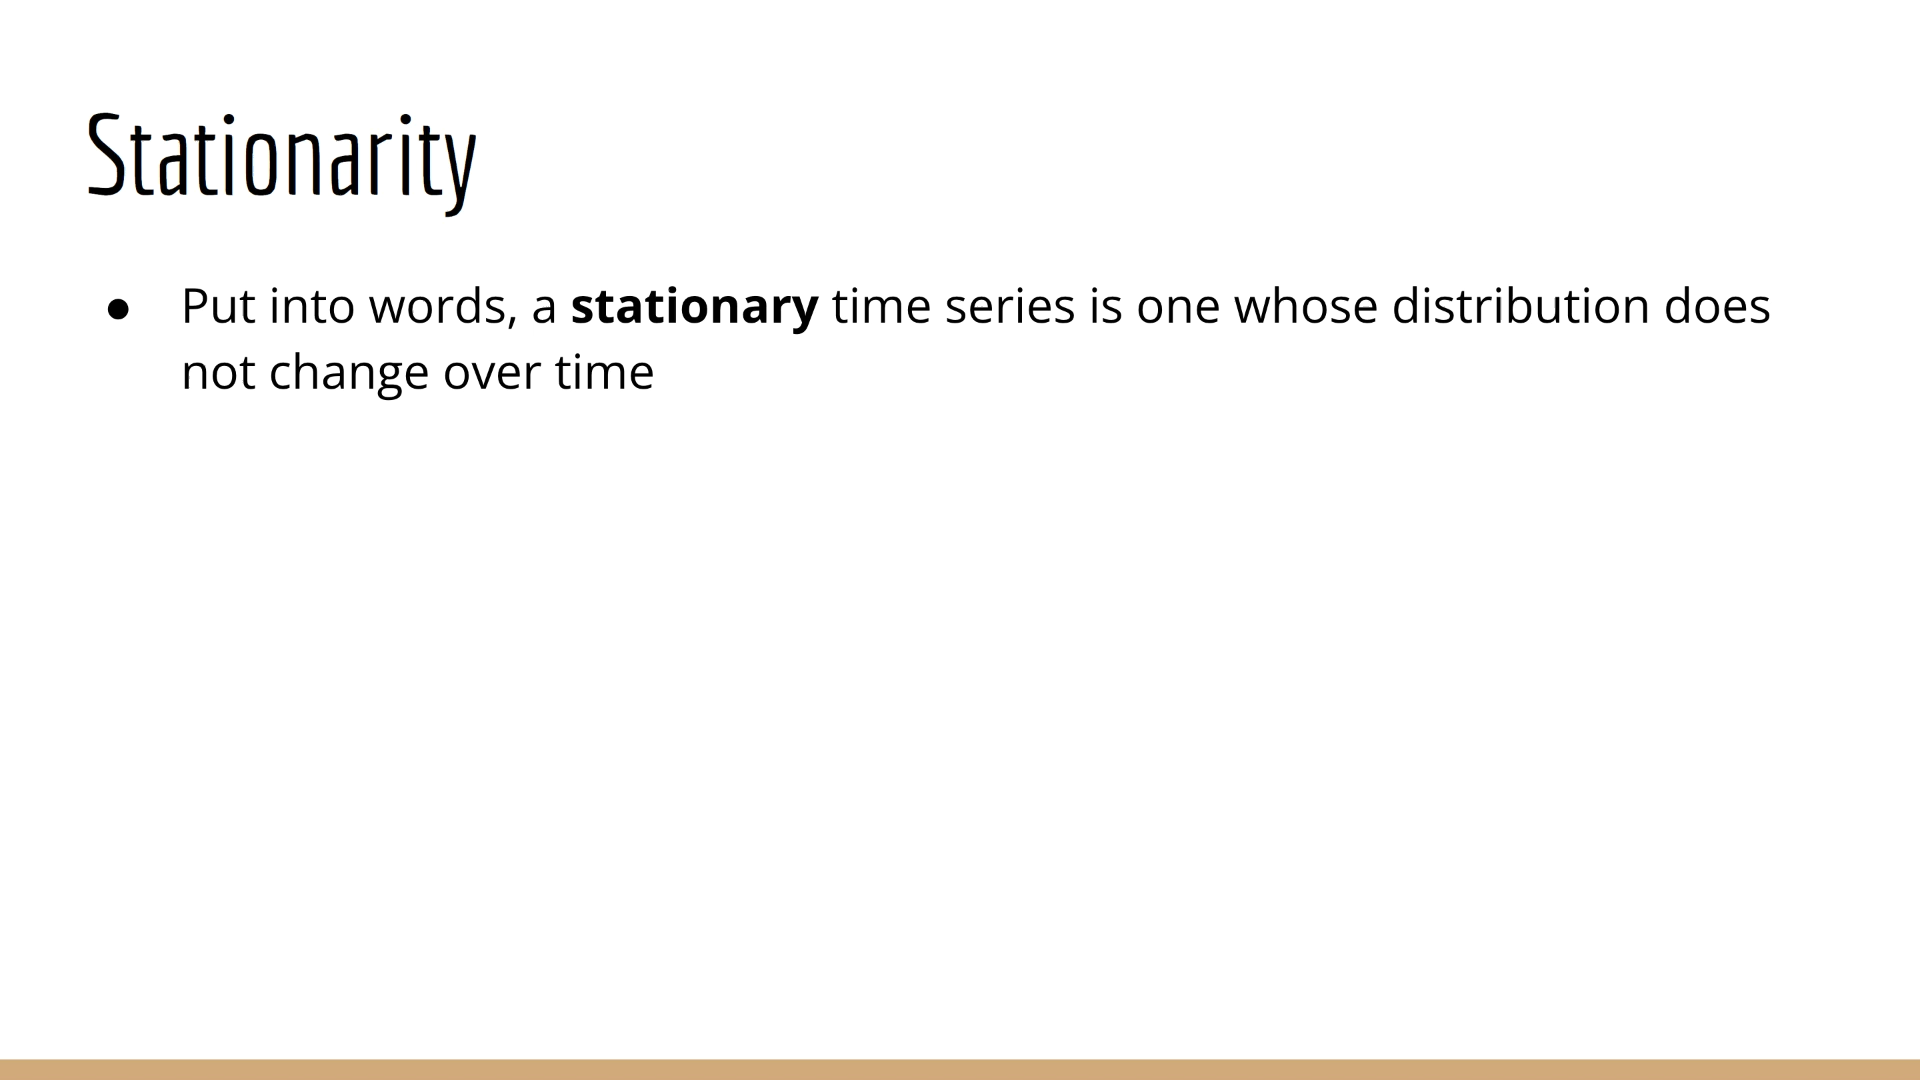 Stationarity
● Put into words, a stationary time series is one whose distribution does
not change over time